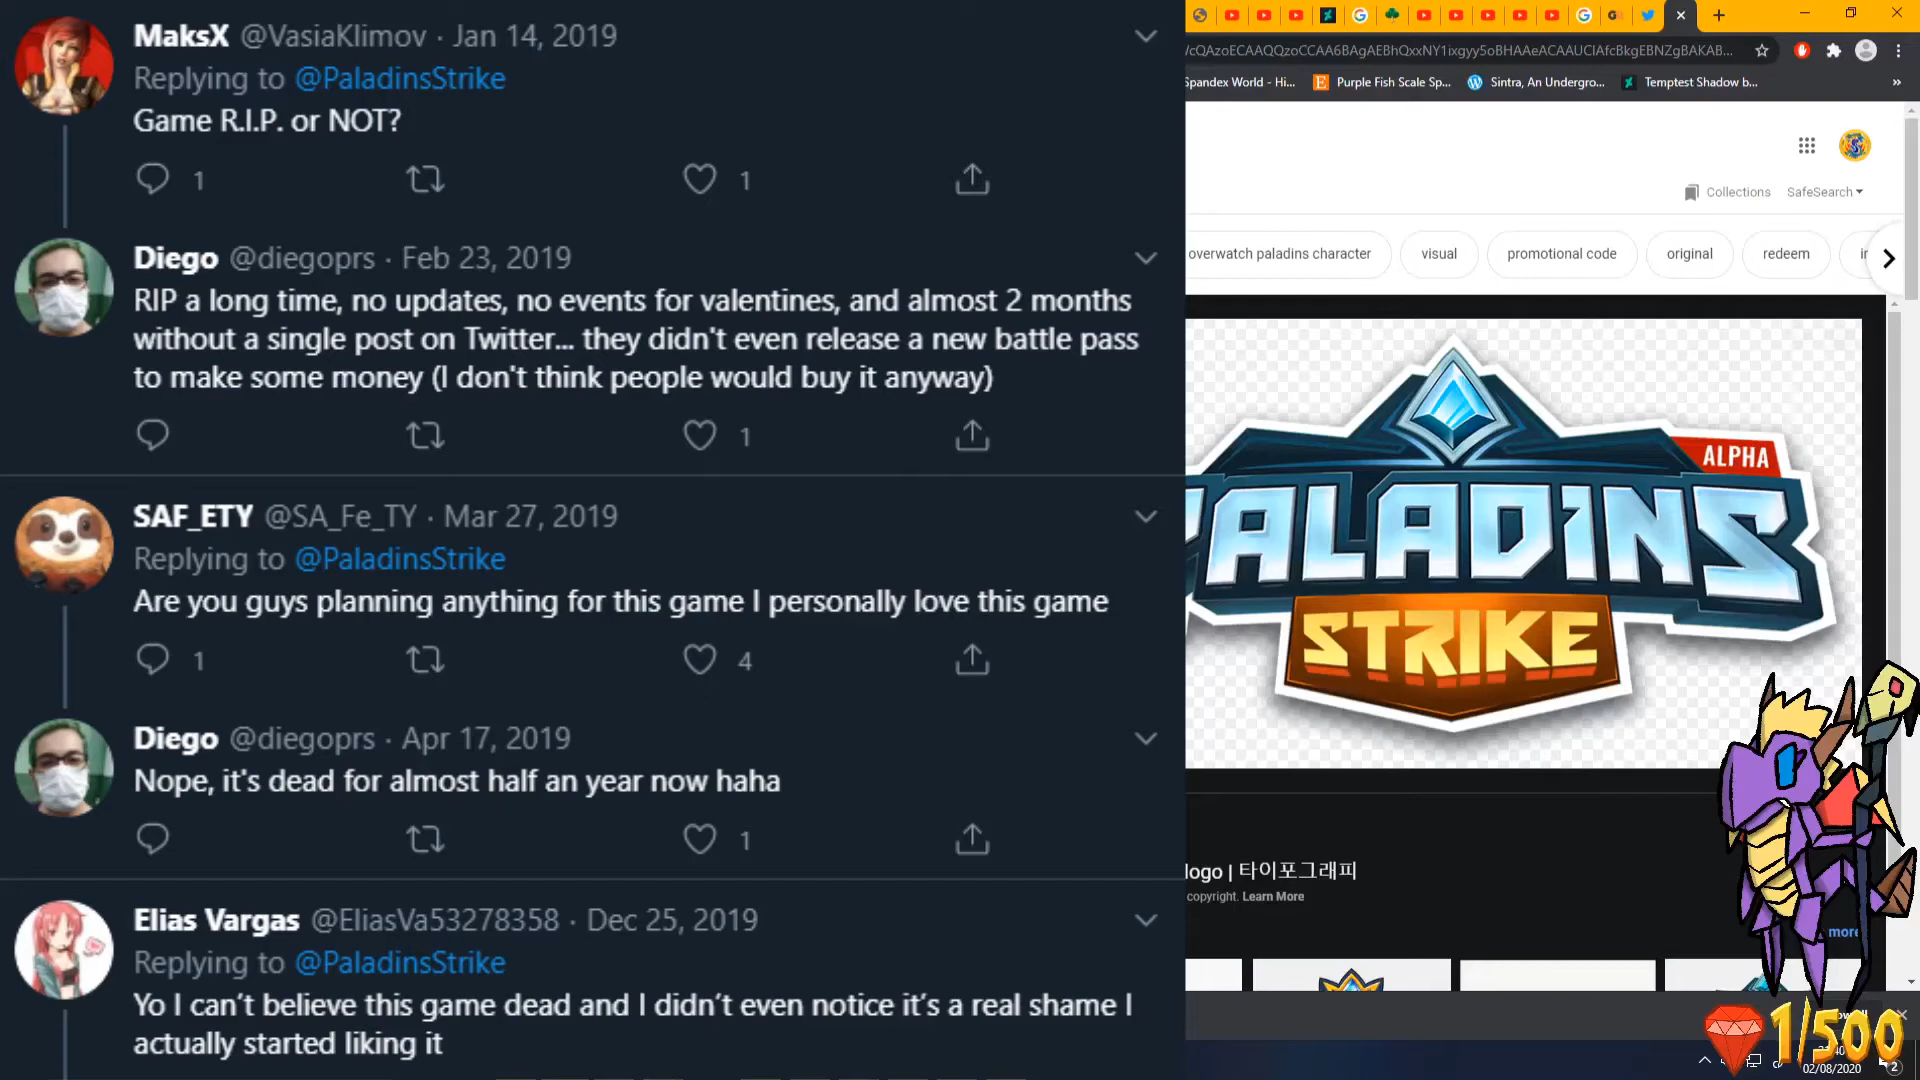 MaksX @VasiaKlimov · Jan 14, 2019
Replying to @PaladinsStrike
Game R.I.P. or NOT?
1 1
Diego @diegoprs · Feb 23, 2019
RIP a long time, no updates, no events for valentines, and almost 2 months
without a single post on Twitter... they didn't even release a new battle pass
to make some money (I don't think people would buy it anyway)
1
SAF_ETY @SA_Fe_TY · Mar 27, 2019
Replying to @PaladinsStrike
Are you guys planning anything for this game I personally love this game
1 4
Diego @diegoprs · Apr 17, 2019
Nope, it's dead for almost half an year now haha
1
Elias Vargas @EliasVa53278358 · Dec 25, 2019
Replying to @PaladinsStrike
Yo I can’t believe this game dead and I didn’t even notice it’s a real shame I
actually started liking it
Spandex World - Hi... Purple Fish Scale Sp... Sintra, An Undergro... Temptest Shadow b...
Collections SafeSearch
overwatch paladins character visual promotional code original redeem
ALPHA
PALADINS
STRIKE
logo | 타이포그래피
copyright. Learn More
more
1/500
02/08/2020
2